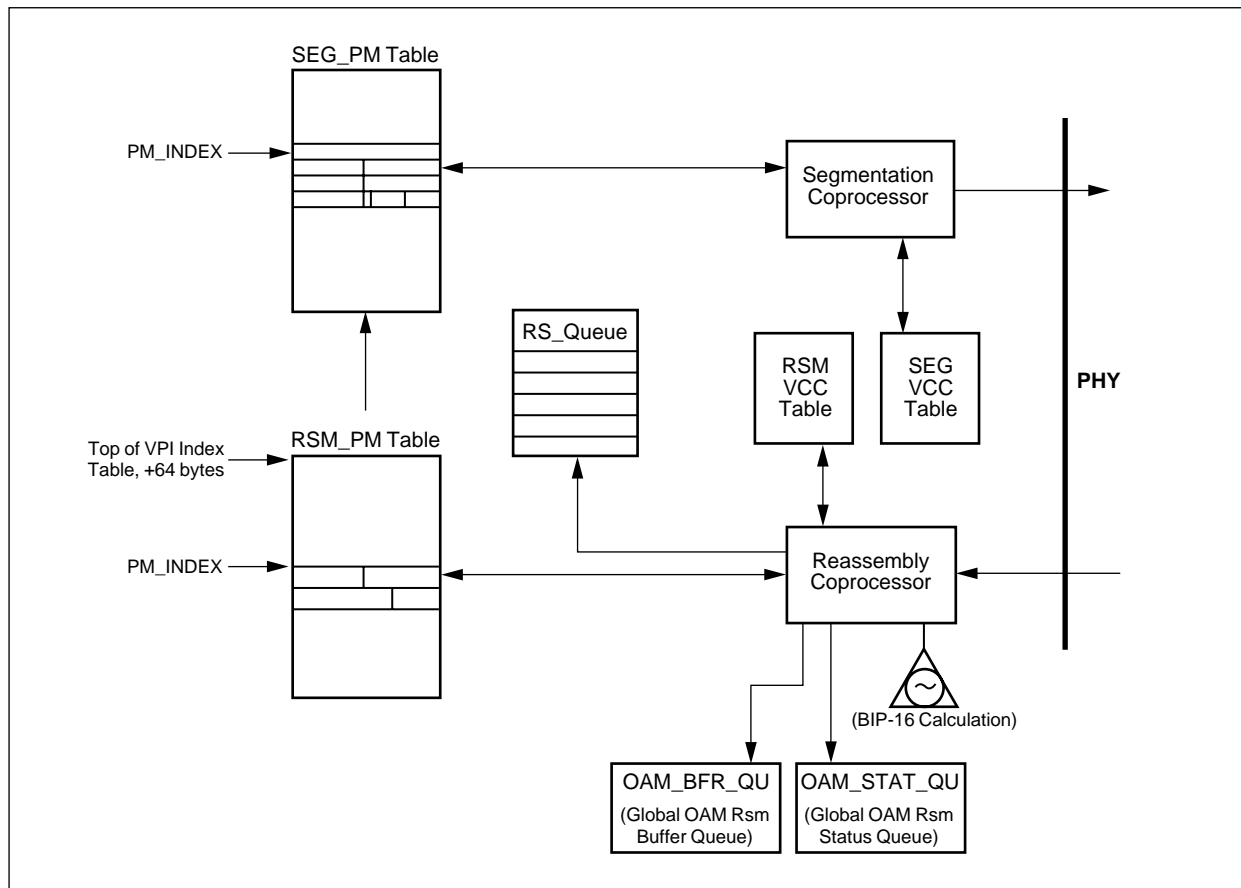 SEG_PM Table
PM_INDEX
Segmentation
Coprocessor
RS_Queue
RSM
VCC
Table
SEG
VCC
Table
PHY
Top of VPI Index
Table, +64 bytes
RSM_PM Table
PM_INDEX
Reassembly
Coprocessor
(BIP-16 Calculation)
OAM_BFR_QU
(Global OAM Rsm
Buffer Queue)
OAM_STAT_QU
(Global OAM Rsm
Status Queue)